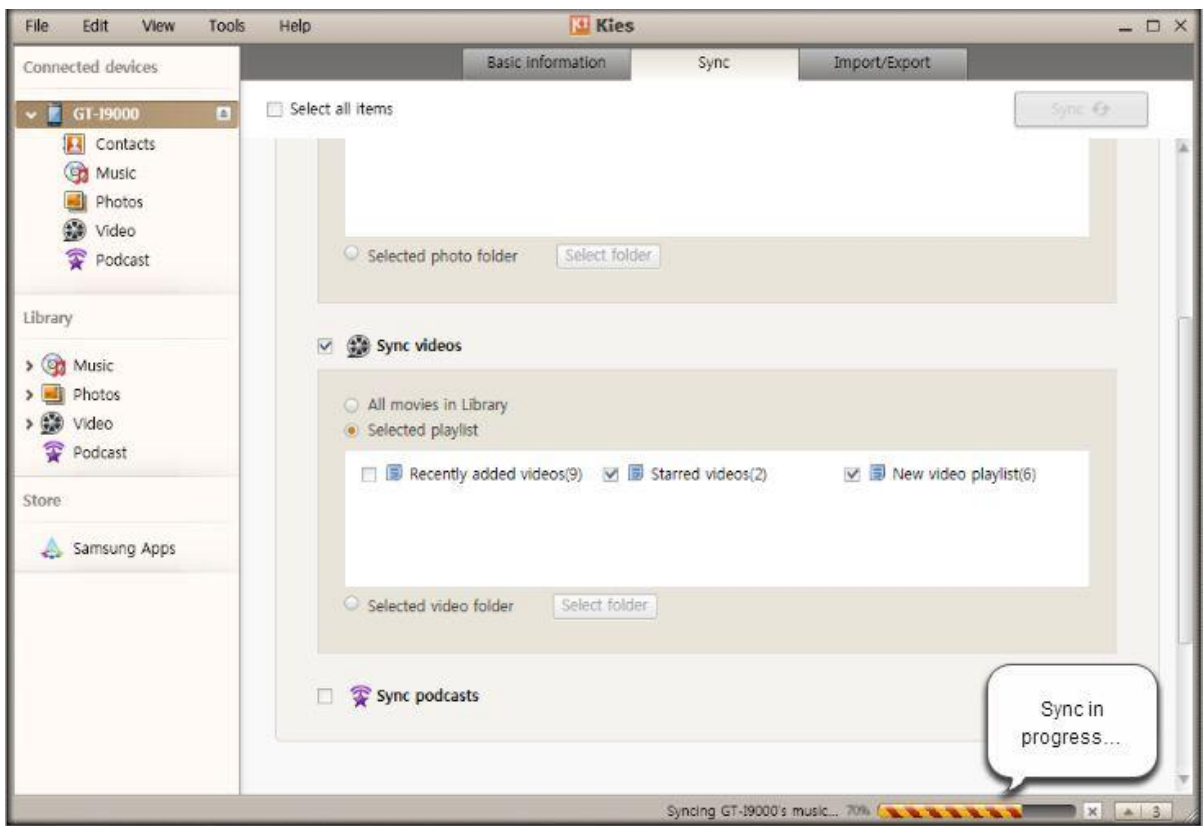 File Edit View Tools Help Kies
Connected devices
Basic information Sync Import/Export
GT-I9000
Select all items
Sync
Contacts
Music
Photos
Video
Podcast
Selected photo folder Select folder
Library
Music
Photos
Video
Podcast
Sync videos
All movies in Library
Selected playlist
Recently added videos(9) Starred videos(2) New video playlist(6)
Store
Samsung Apps
Selected video folder Select folder
Sync podcasts
Sync in
progress...
Syncing GT-I9000's music... 70% 3